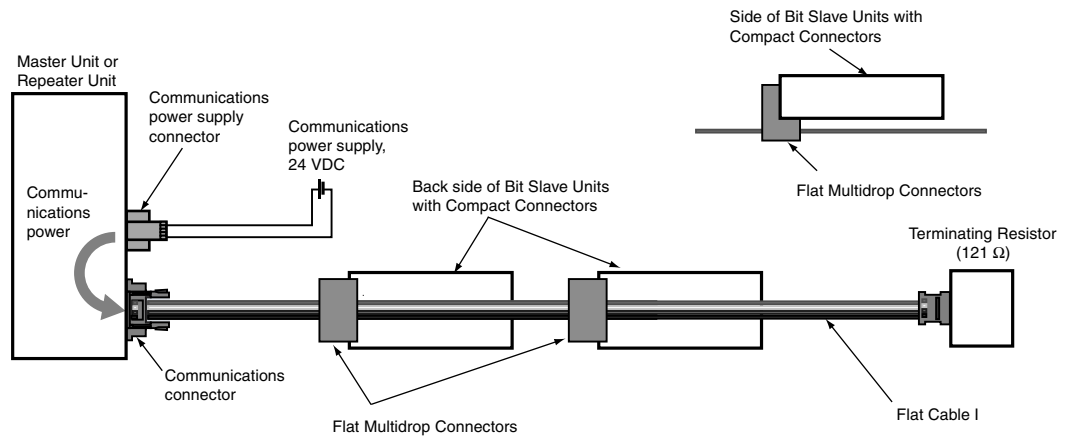 Side of Bit Slave Units with
Compact Connectors
Master Unit or
Repeater Unit
Communications
power supply
connector
Communications
power supply,
24 VDC
Flat Multidrop Connectors
Commu-
nications
power
Back side of Bit Slave Units
with Compact Connectors
Terminating Resistor
(121 Ω)
Communications
connector
Flat Cable I
Flat Multidrop Connectors